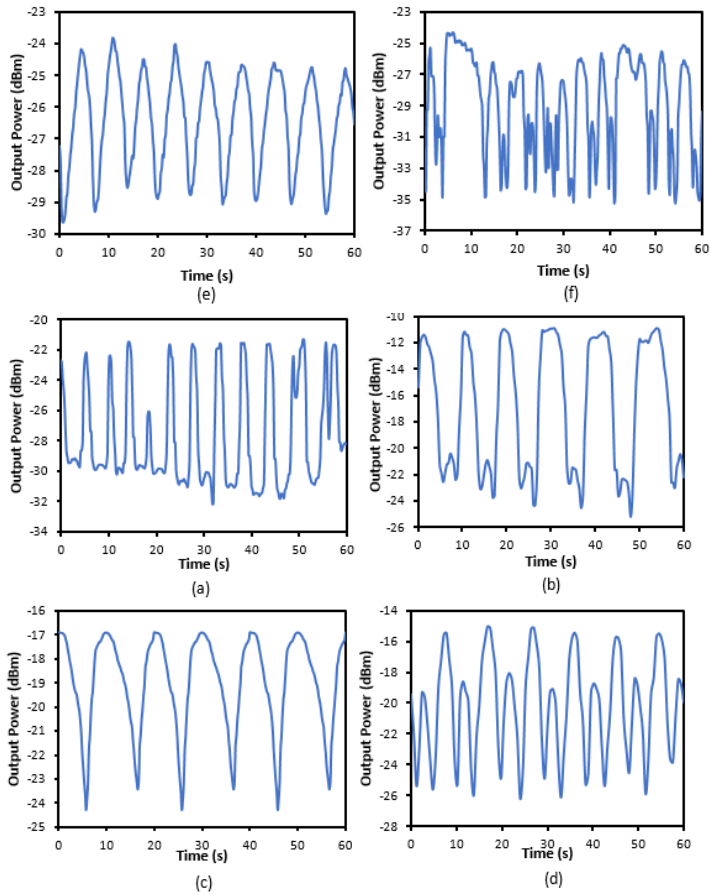 Output Power (dBm)
-23
-24
-25
-26
-27
-28
-29
-30
0 10 20 30 40 50 60
Time (s)
(e)
Output Power (dBm)
-23
-25
-27
-29
-31
-33
-35
-37
0 10 20 30 40 50 60
Time (s)
(f)
Output Power (dBm)
-20
-22
-24
-26
-28
-30
-32
-34
0 10 20 30 40 50 60
Time (s)
(a)
Output Power (dBm)
-10
-12
-14
-16
-18
-20
-22
-24
-26
0 10 20 30 40 50 60
Time (s)
(b)
Output Power (dBm)
-16
-17
-18
-19
-20
-21
-22
-23
-24
-25
0 10 20 30 40 50 60
Time (s)
(c)
Output Power (dBm)
-14
-16
-18
-20
-22
-24
-26
-28
0 10 20 30 40 50 60
Time (s)
(d)